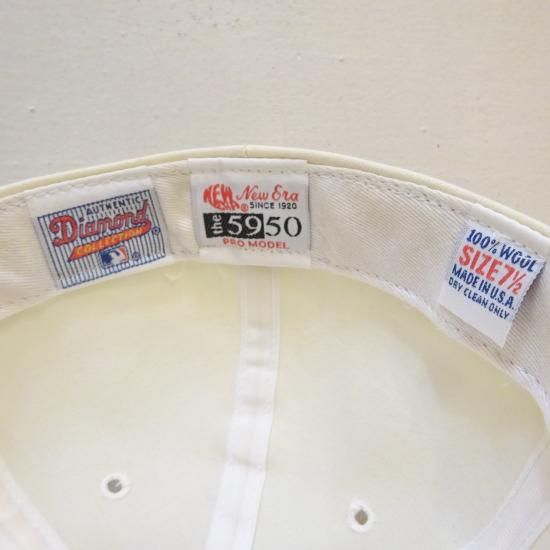 AUTHENTIC
Diamond
COLLECTION
NEW ERA® New Era
SINCE 1920
the 5950
PRO MODEL
100% WOOL
SIZE 7½
MADE IN U.S.A.
DRY CLEAN ONLY